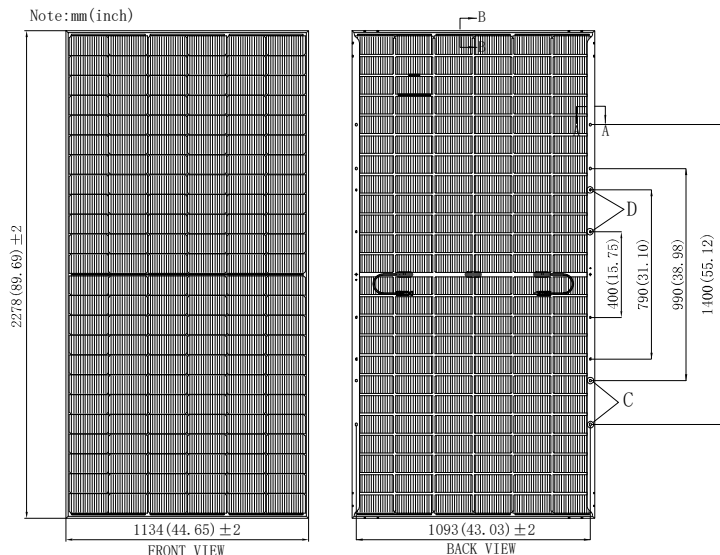 Note:mm(inch)
B
B
A
A
D
C
2278(89.69)±2
400(15.75)
790(31.10)
990(38.98)
1400(55.12)
1134(44.65)±2
1093(43.03)±2
FRONT VIEW
BACK VIEW